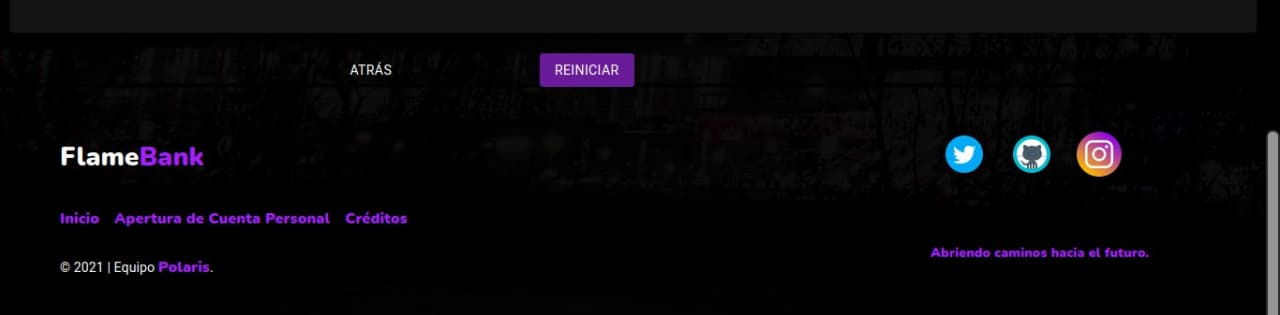 ATRÁS REINICIAR
FlameBank
Inicio Apertura de Cuenta Personal Créditos
Abriendo caminos hacia el futuro.
© 2021 | Equipo Polaris.